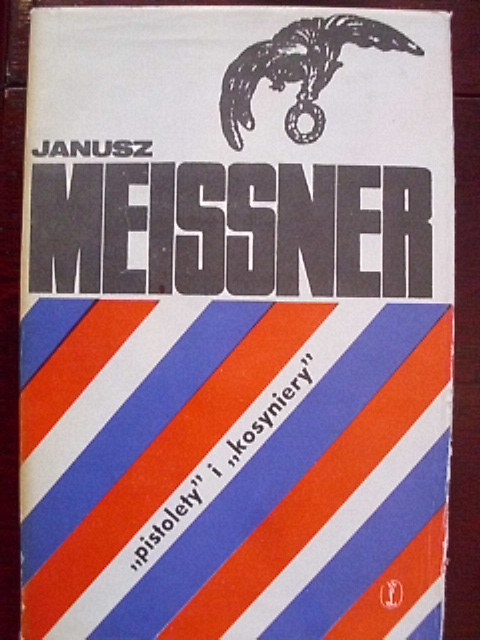 JANUSZ
MEISSNER
„pistolety” i „kosyniery”